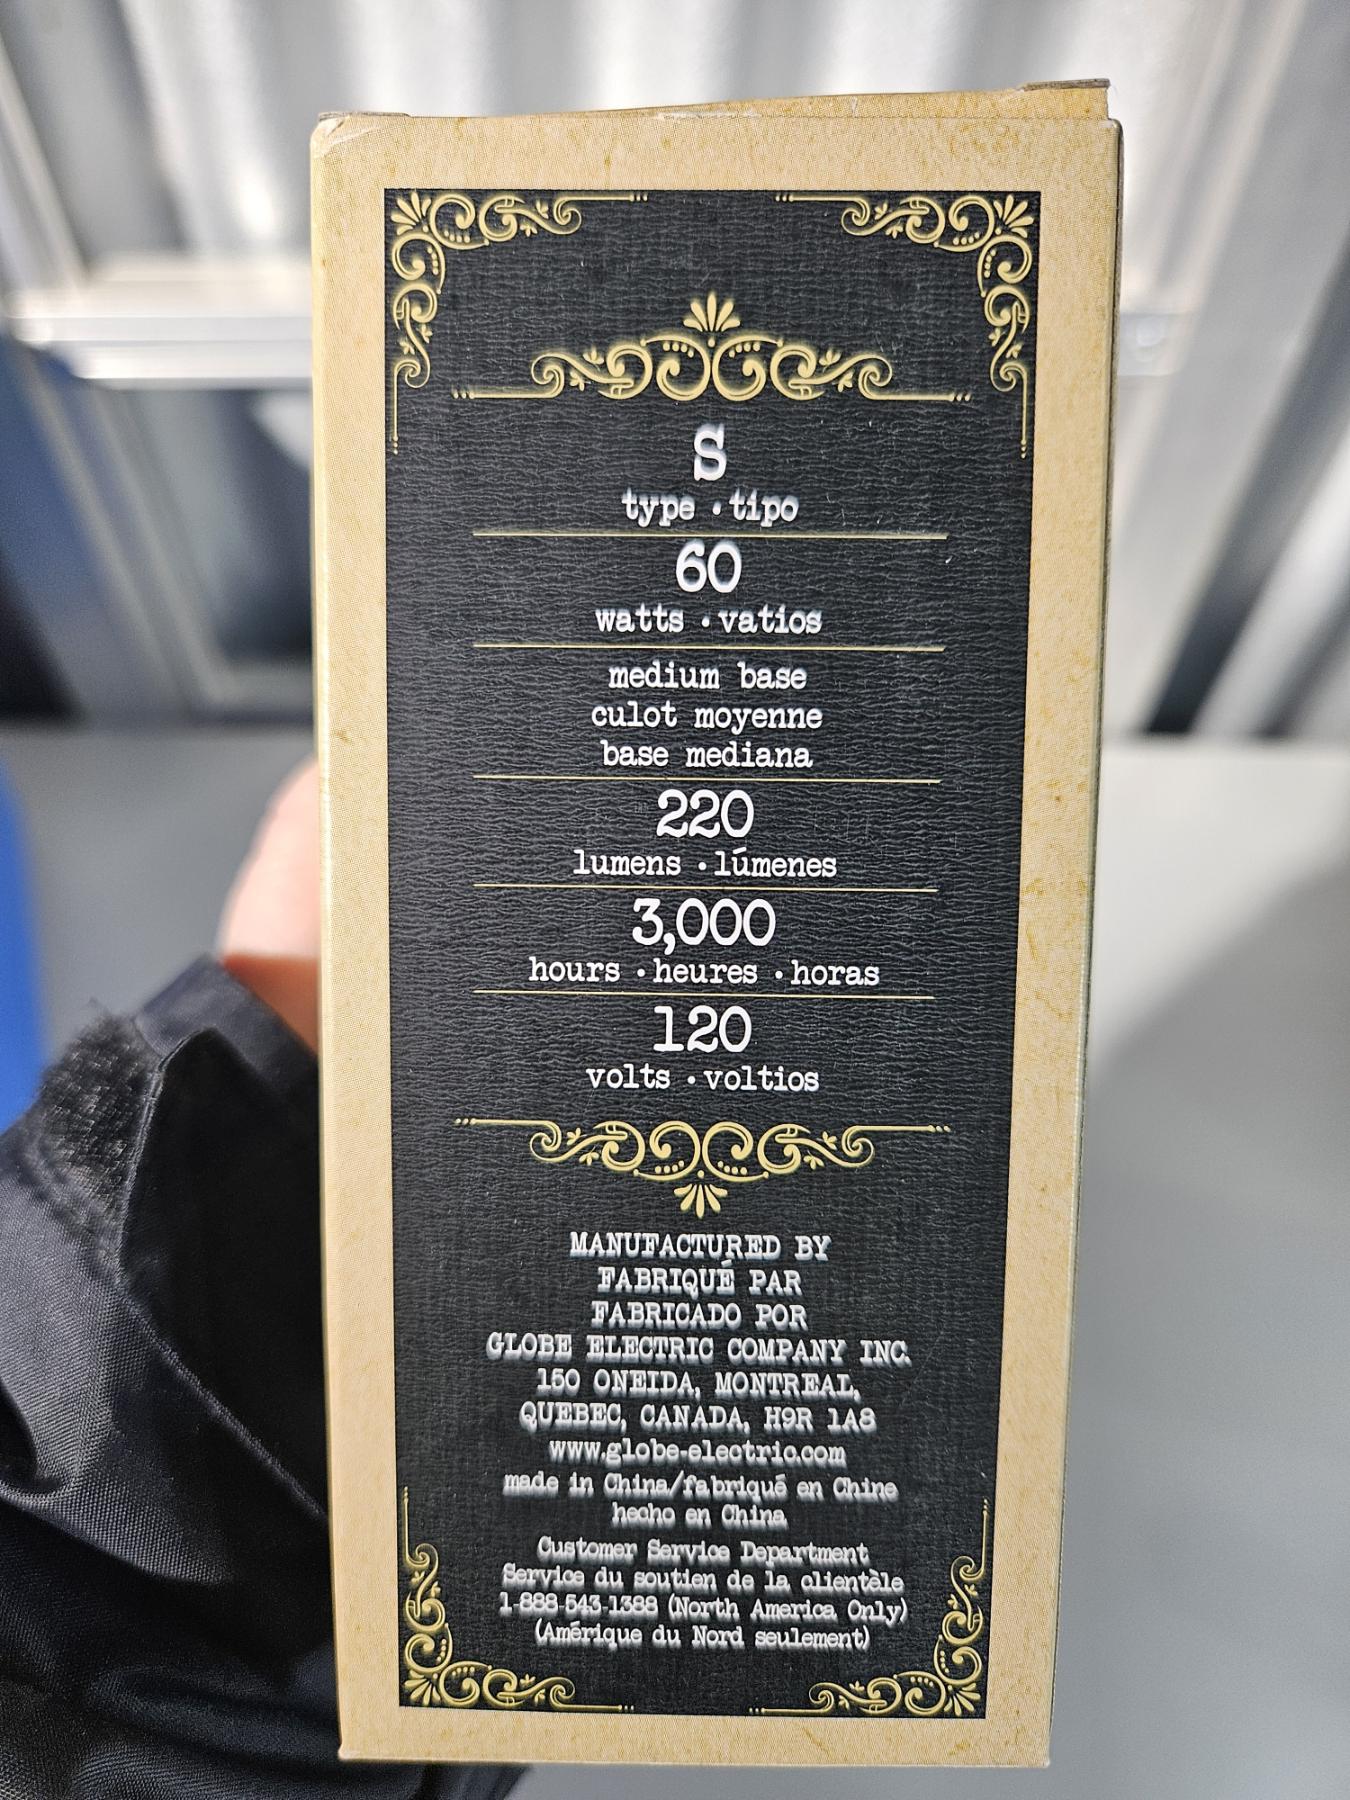 S
type • tipo
60
watts • vatios
medium base
culot moyenne
base mediana
220
lumens • lúmenes
3,000
hours • heures • horas
120
volts • voltios
MANUFACTURED BY
FABRIQUÉ PAR
FABRICADO POR
GLOBE ELECTRIC COMPANY INC.
150 ONEIDA, MONTREAL,
QUEBEC, CANADA, H9R 1A8
www.globe-electric.com
made in China/fabriqué en Chine
hecho en China
Customer Service Department
Service du soutien de la clientèle
1-888-543-1388 (North America Only)
(Amérique du Nord seulement)